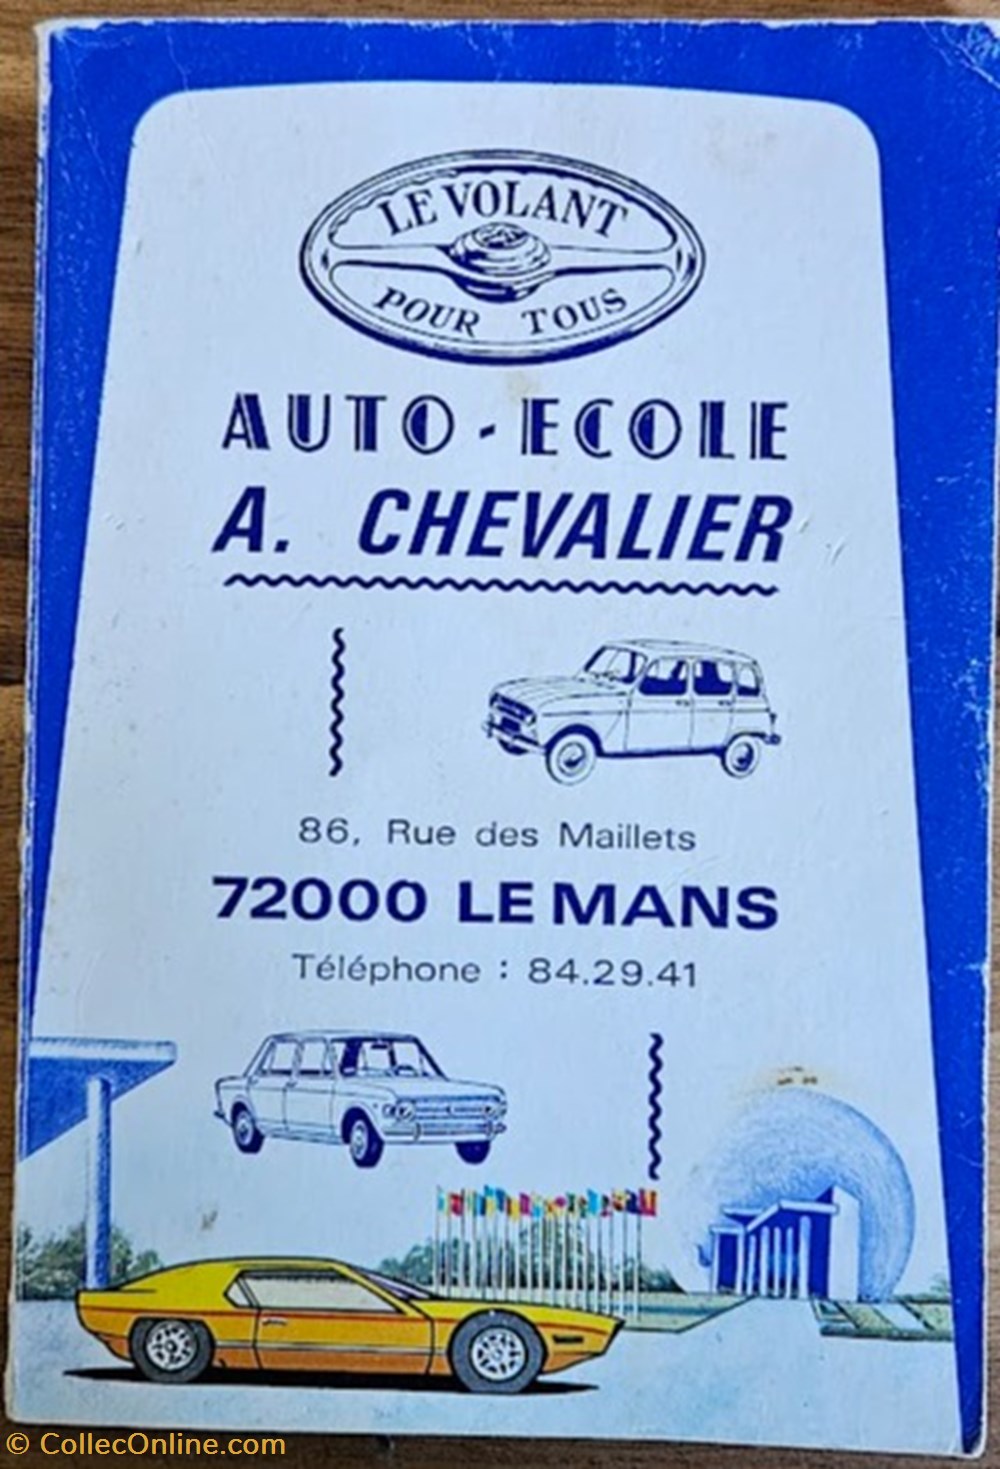 LE VOLANT
POUR TOUS
AUTO-ECOLE
A. CHEVALIER
86, Rue des Maillets
72000 LE MANS
Téléphone : 84.29.41
© CollecOnline.com